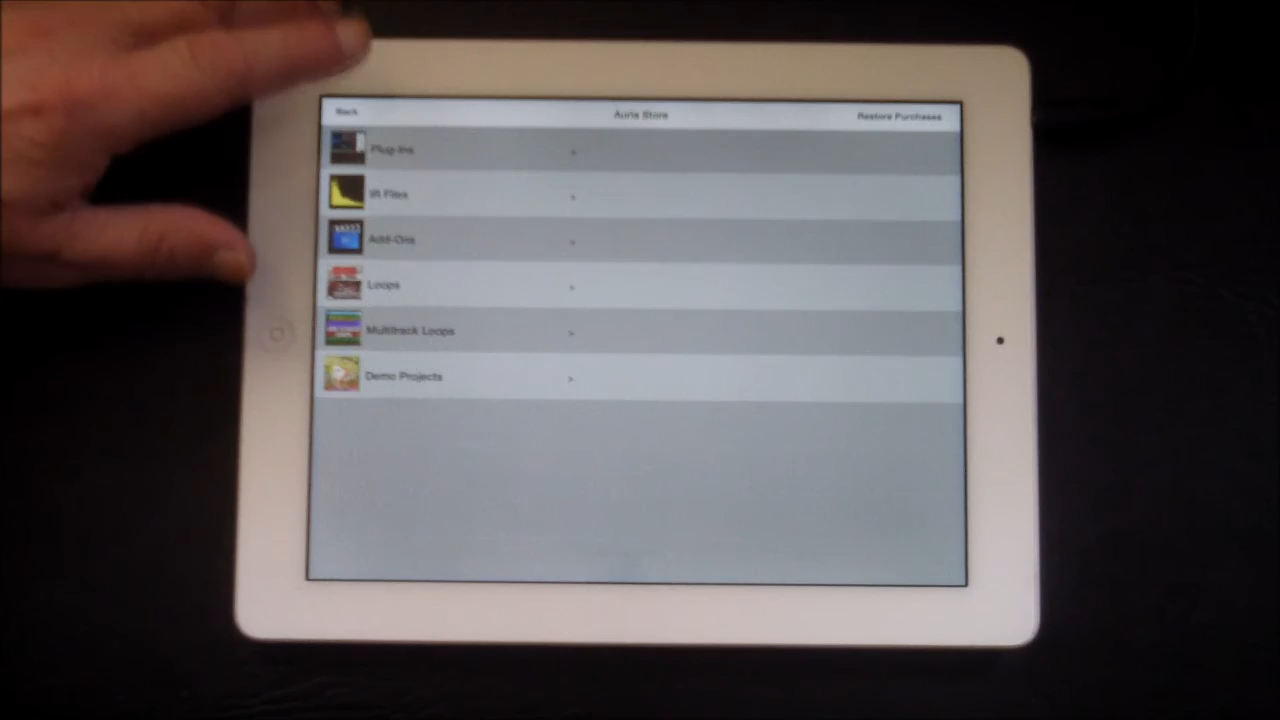 Back
Auria Store
Restore Purchases
Plug-Ins
IR Files
Add-Ons
Loops
Multitrack Loops
Demo Projects